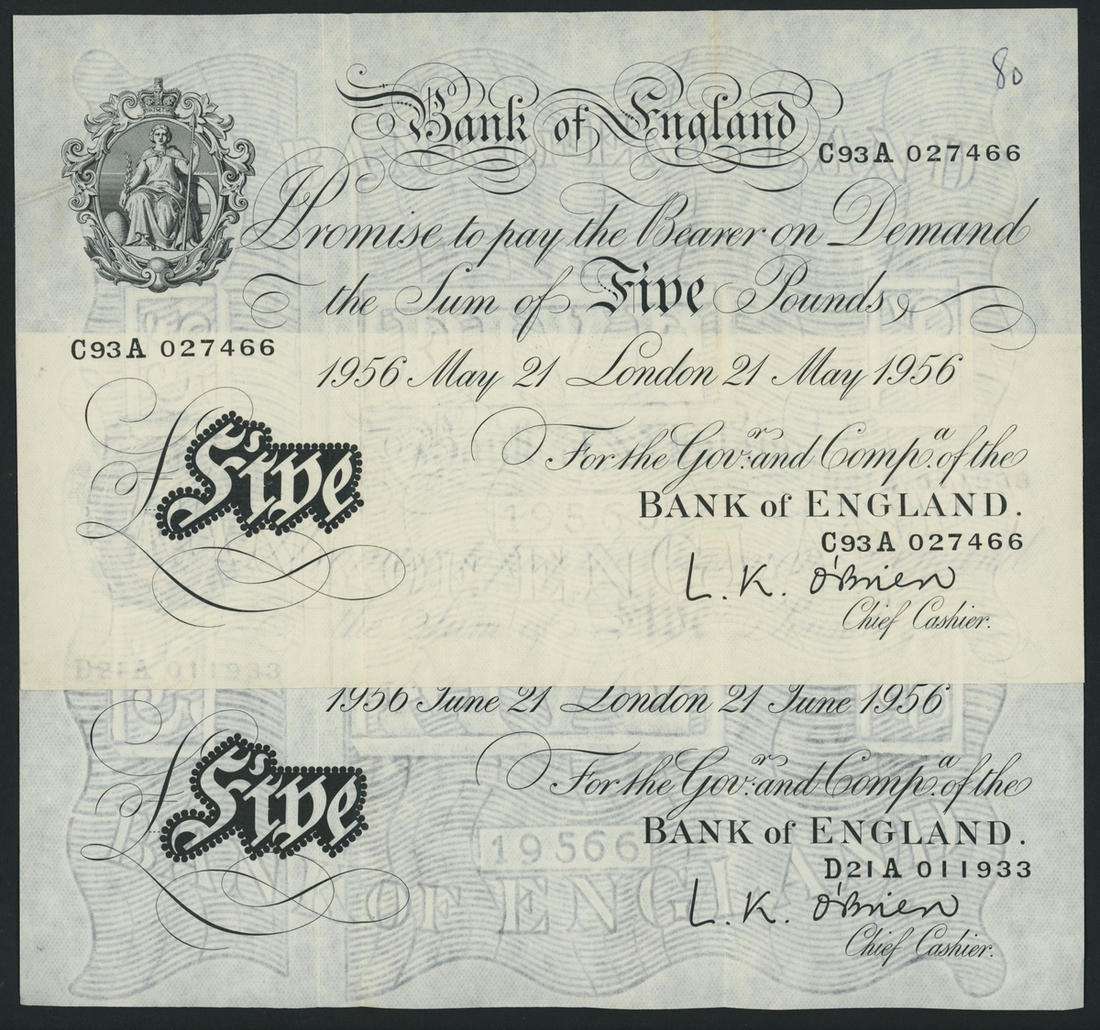 80
Bank of England
C93A 027466
I Promise to pay the Bearer on Demand
the Sum of Five Pounds
C93A 027466
1956 May 21 London 21 May 1956
£Five
For the Govʳ: and Compᵃ. of the
BANK of ENGLAND.
C93A 027466
L. K. O'Brien
Chief Cashier.
D21A 011933
1956 June 21 London 21 June 1956
£Five
For the Govʳ: and Compᵃ. of the
BANK of ENGLAND.
19566
D21A 011933
L. K. O'Brien
Chief Cashier.